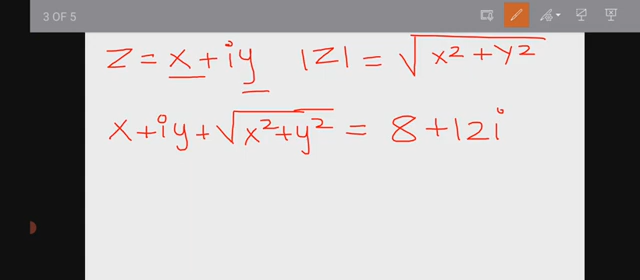 3 OF 5
Z = x + iy |Z| = √(x² + y²)
x + iy + √(x² + y²) = 8 + 12i